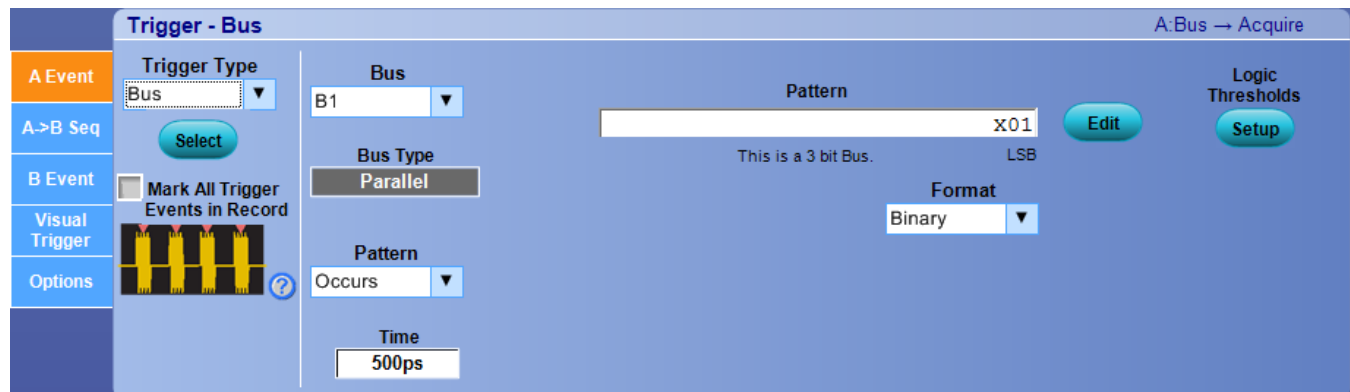 Trigger - Bus
A:Bus → Acquire
A Event
A->B Seq
B Event
Visual
Trigger
Options
Trigger Type
Bus
Select
Mark All Trigger
Events in Record
?
Bus
B1
Bus Type
Parallel
Pattern
Occurs
Time
500ps
Pattern
X01
This is a 3 bit Bus.
LSB
Edit
Format
Binary
Logic
Thresholds
Setup